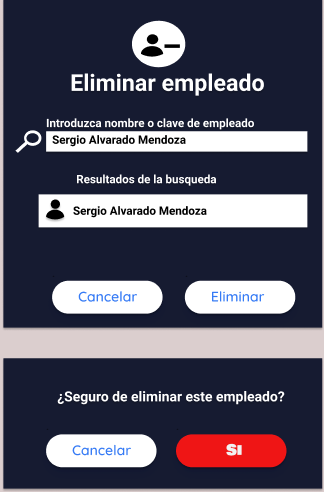 Eliminar empleado
Introduzca nombre o clave de empleado
Sergio Alvarado Mendoza
Resultados de la busqueda
Sergio Alvarado Mendoza
Cancelar Eliminar
¿Seguro de eliminar este empleado?
Cancelar SI